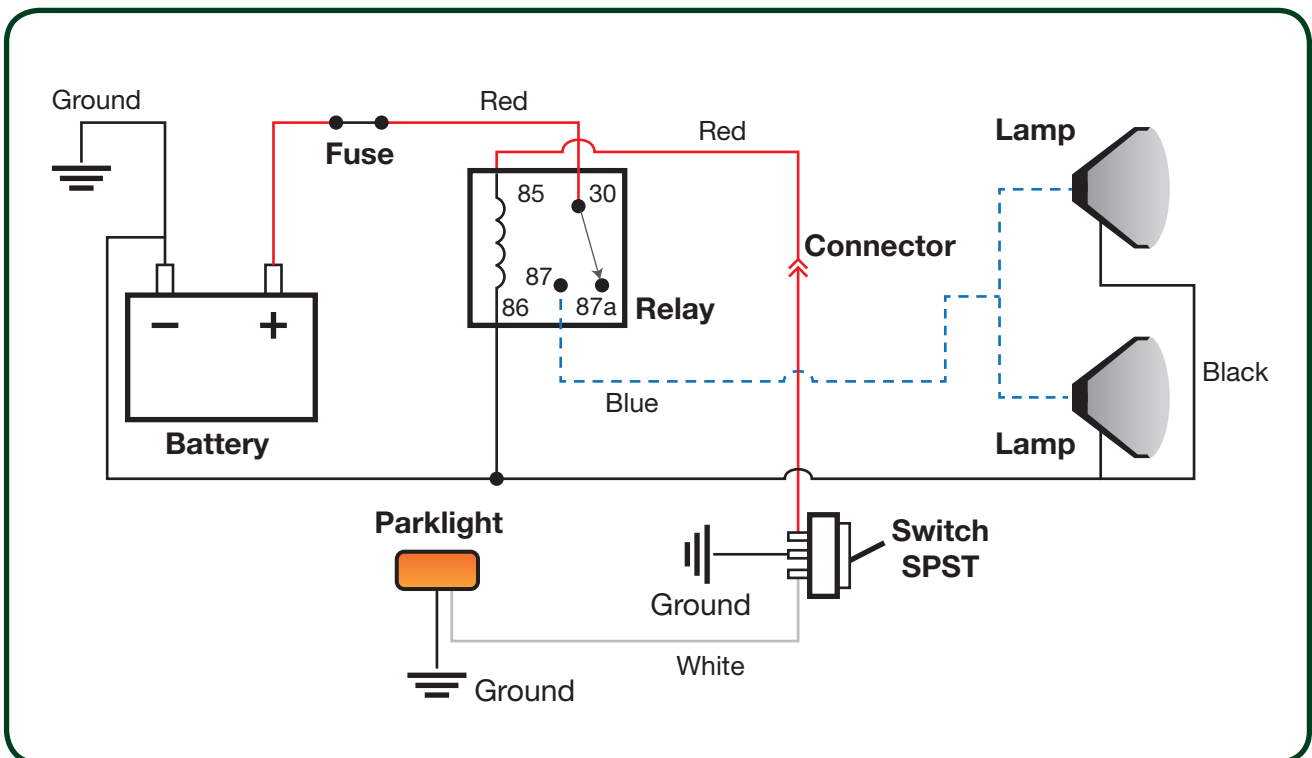 Ground
Red
Red
Fuse
Lamp
85
30
Connector
87
86
87a
Relay
−
+
Battery
Blue
Black
Lamp
Parklight
Switch
SPST
Ground
White
Ground